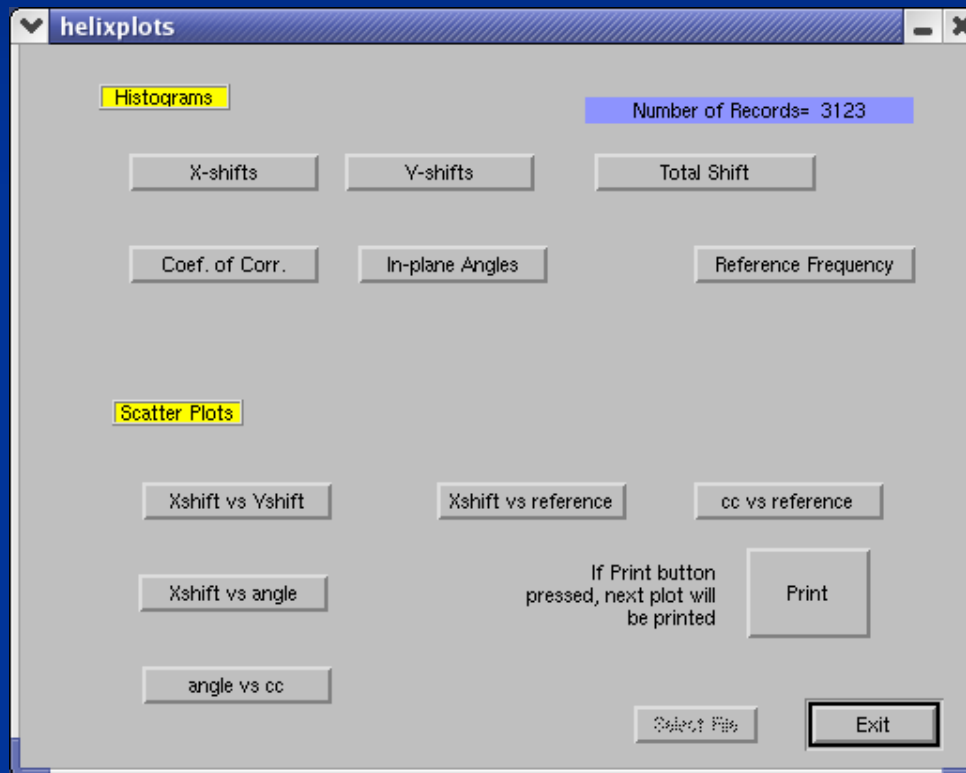 helixplots
Histograms
Number of Records= 3123
X-shifts
Y-shifts
Total Shift
Coef. of Corr.
In-plane Angles
Reference Frequency
Scatter Plots
Xshift vs Yshift
Xshift vs reference
cc vs reference
Xshift vs angle
If Print button
pressed, next plot will
be printed
Print
angle vs cc
Select File
Exit